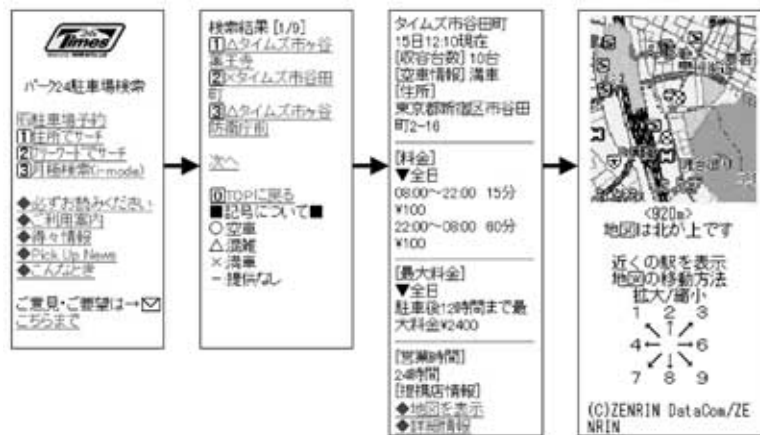 Times
パーク24駐車場検索
駐車場予約
1住所でサーチ
2フリーワードでサーチ
3月極検索(i-mode)
◆必ずお読みください
◆ご利用案内
◆得々情報
◆Pick Up News
◆こんなとき
ご意見・ご要望は→
こちらまで
検索結果 [1/9]
1△タイムズ市ヶ谷
薬王寺
2×タイムズ市谷田
町
3△タイムズ市ヶ谷
防衛庁前
次へ
0TOPに戻る
■記号について■
○空車
△混雑
×満車
-提供なし
タイムズ市谷田町
15日12:10現在
[収容台数] 10台
[空車情報] 満車
[住所]
東京都新宿区市谷田
町2-16
[料金]
▼全日
08:00~22:00 15分
¥100
22:00~08:00 60分
¥100
[最大料金]
▼全日
駐車後12時間まで最
大料金¥2400
[営業時間]
24時間
[提携店情報]
◆地図を表示
◆詳細情報
<920m>
地図は北が上です
近くの駅を表示
地図の移動方法
拡大/縮小
1 2 3
4 6
7 8 9
(C)ZENRIN DataCom/ZE
NRIN